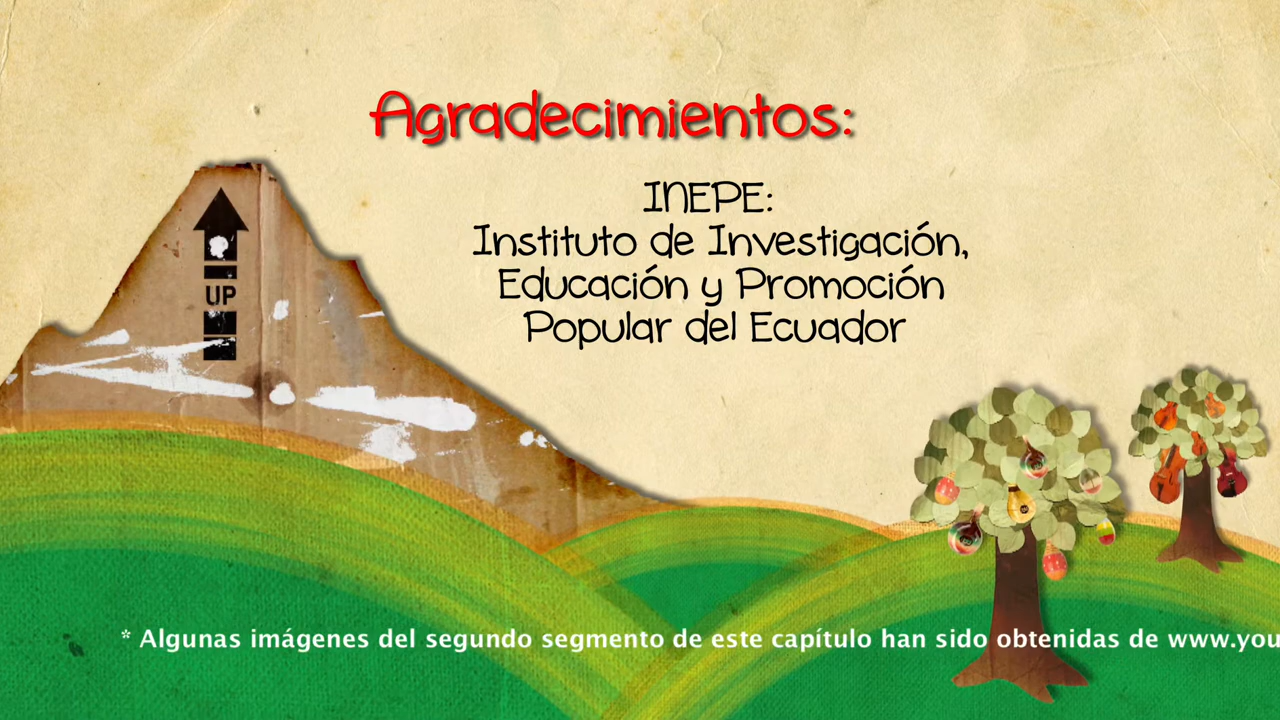 Agradecimientos:
INEPE:
Instituto de Investigación,
Educación y Promoción
Popular del Ecuador
UP
* Algunas imágenes del segundo segmento de este capítulo han sido obtenidas de www.you